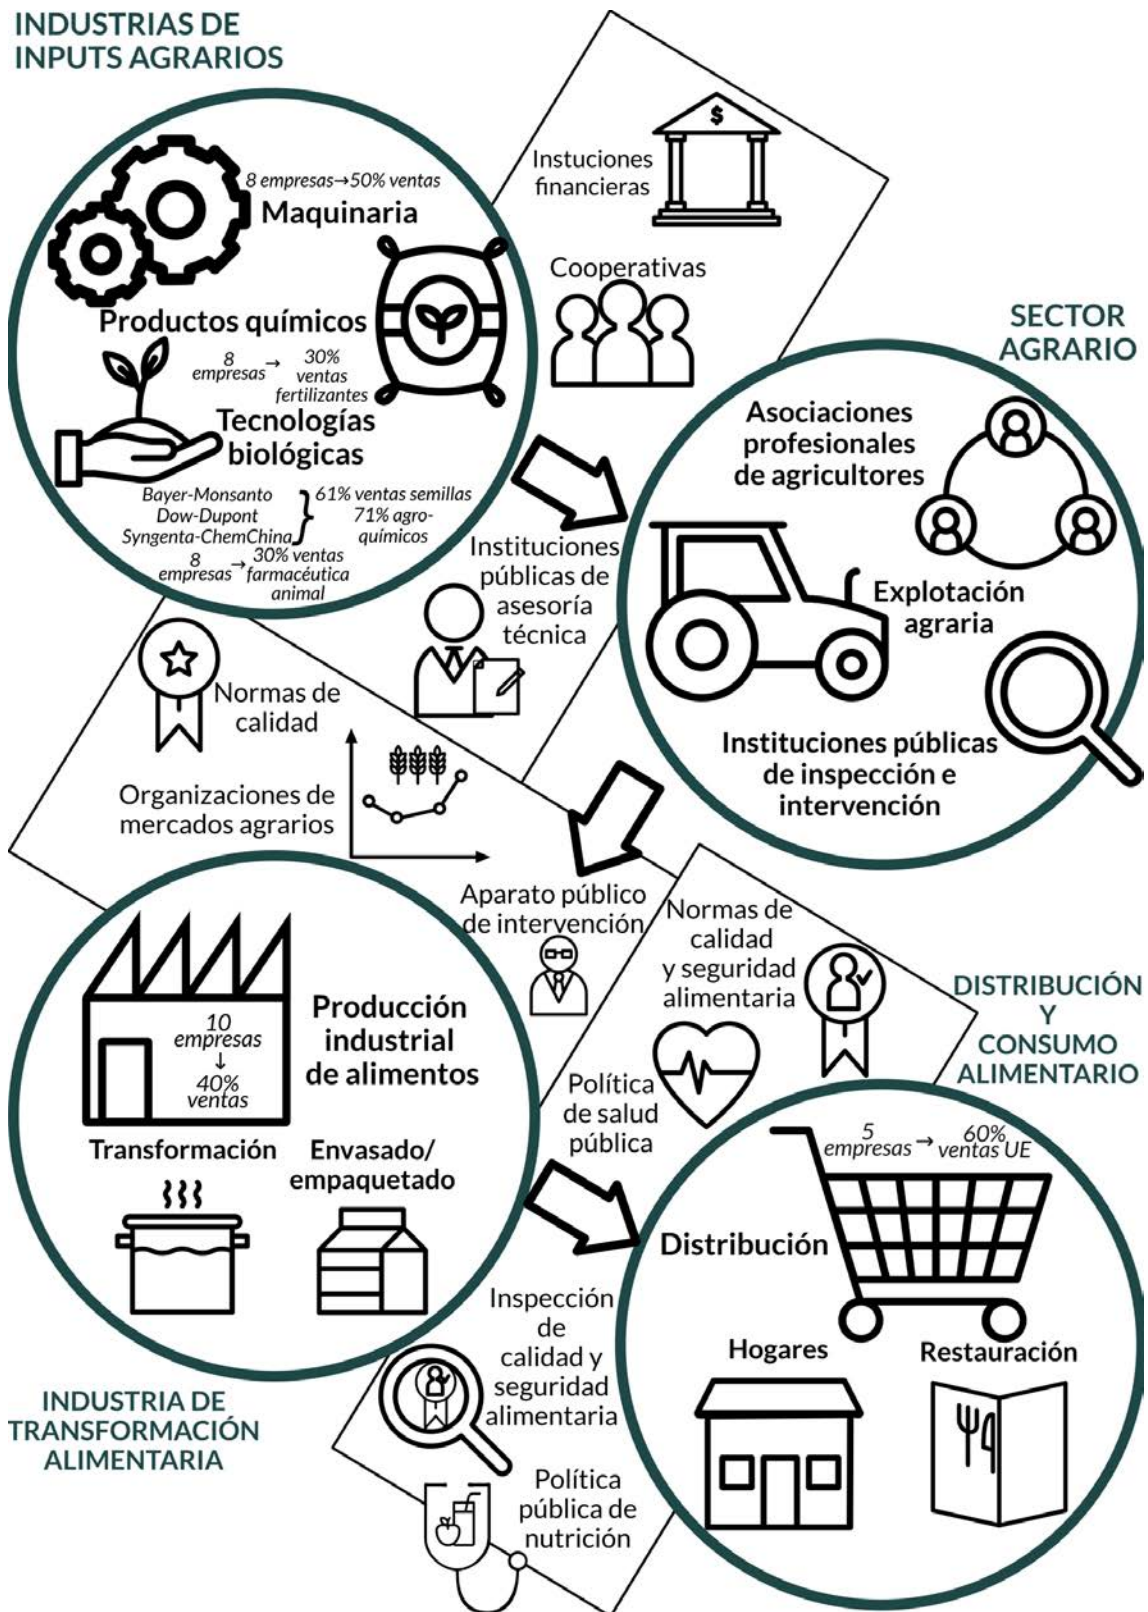 INDUSTRIAS DE
INPUTS AGRARIOS
8 empresas→50% ventas
Maquinaria
Productos químicos
8
empresas → 30%
ventas
fertilizantes
Tecnologías
biológicas
Bayer-Monsanto
Dow-Dupont
Syngenta-ChemChina
} 61% ventas semillas
71% agro-
químicos
8
empresas → 30% ventas
farmacéutica
animal
$
Instuciones
financieras
Cooperativas
SECTOR
AGRARIO
Asociaciones
profesionales
de agricultores
Explotación
agraria
Instituciones públicas
de inspección e
intervención
Instituciones
públicas de
asesoría
técnica
Normas de
calidad
Organizaciones de
mercados agrarios
Aparato público
de intervención
Normas de
calidad
y seguridad
alimentaria
Política
de salud
pública
Producción
industrial
de alimentos
10
empresas
↓
40%
ventas
Transformación
Envasado/
empaquetado
INDUSTRIA DE
TRANSFORMACIÓN
ALIMENTARIA
DISTRIBUCIÓN
Y
CONSUMO
ALIMENTARIO
5
empresas → 60%
ventas UE
Distribución
Hogares
Restauración
Inspección
de
calidad y
seguridad
alimentaria
Política
pública de
nutrición